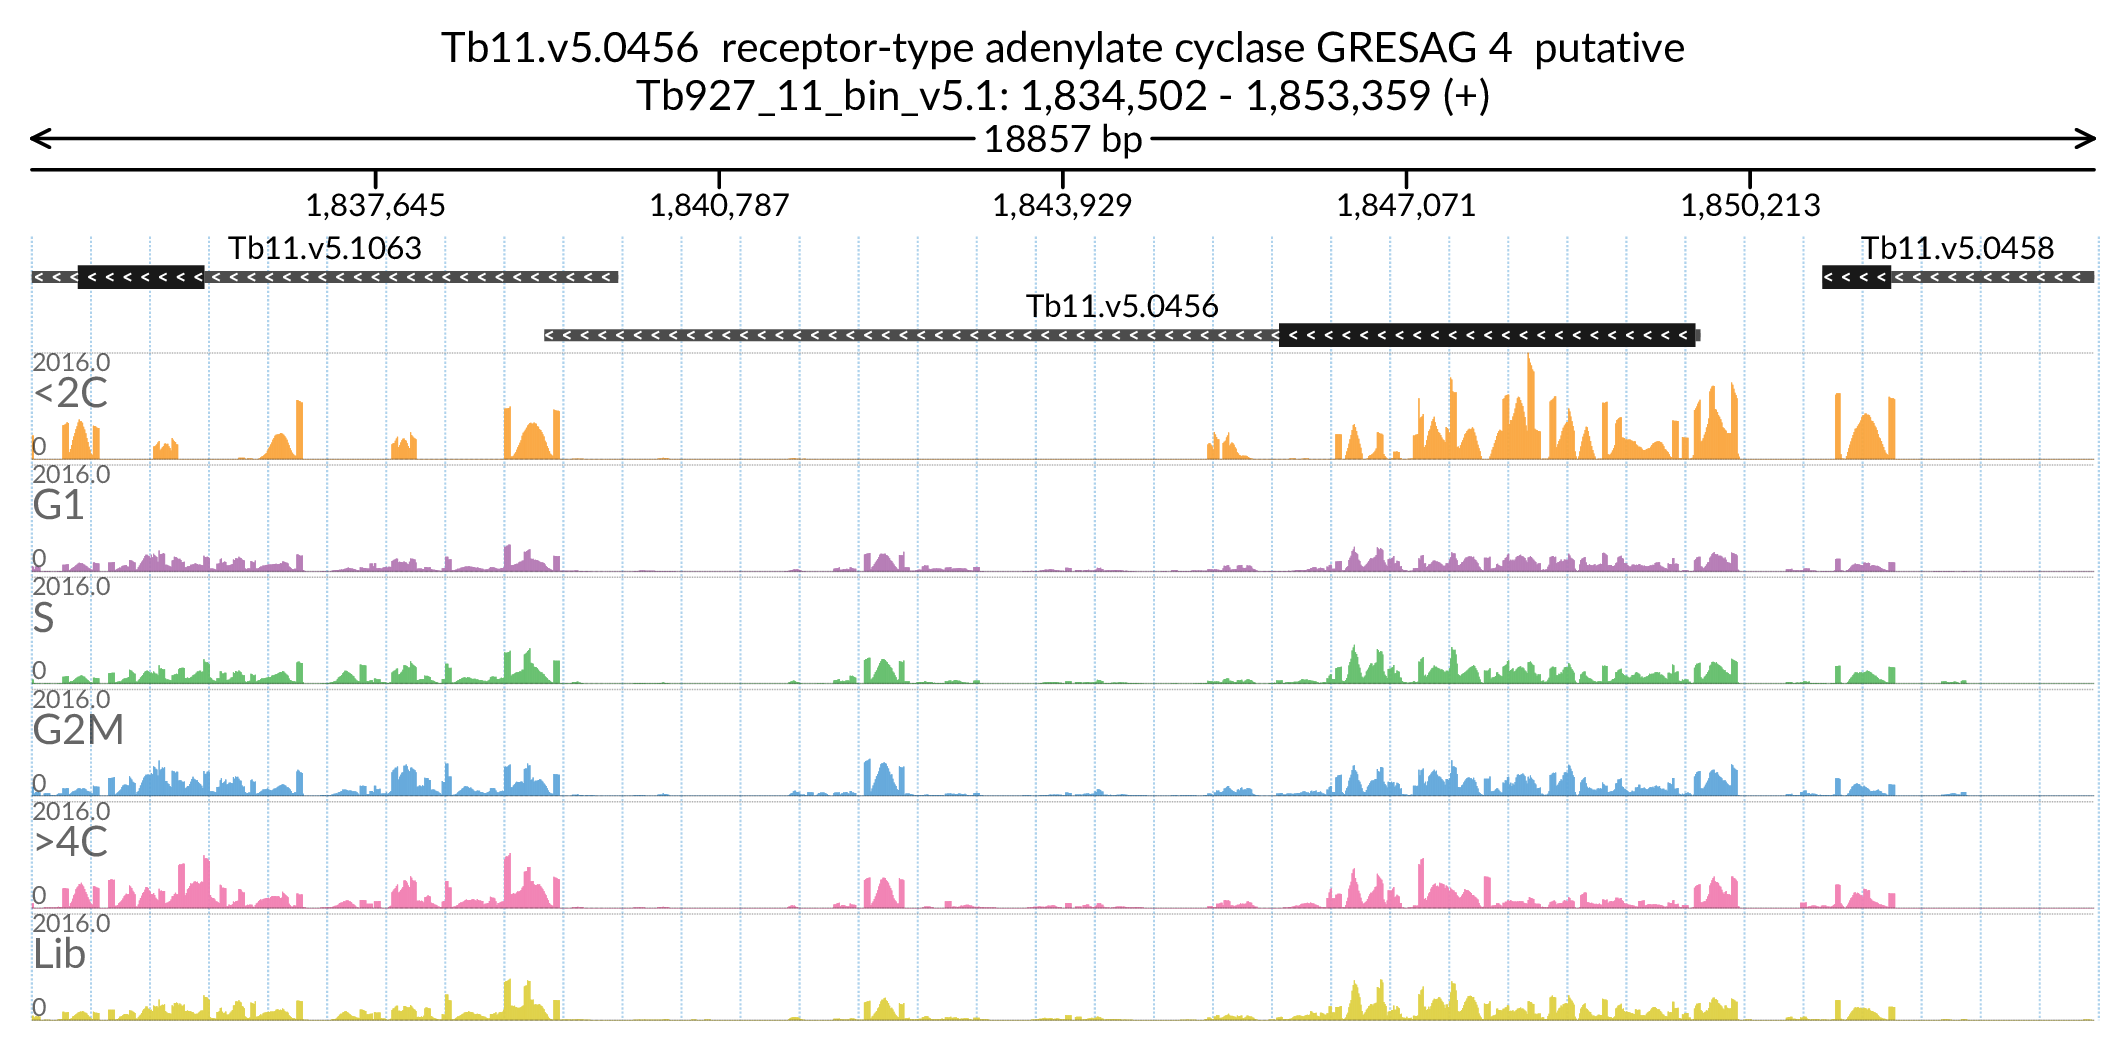 Tb11.v5.0456  receptor-type adenylate cyclase GRESAG 4  putative
Tb927_11_bin_v5.1: 1,834,502 - 1,853,359 (+)
18857 bp
1,837,645 1,840,787 1,843,929 1,847,071 1,850,213
Tb11.v5.1063 Tb11.v5.0458
Tb11.v5.0456
2016.0
<2C
0
2016.0
G1
0
2016.0
S
0
2016.0
G2M
0
2016.0
>4C
0
2016.0
Lib
0